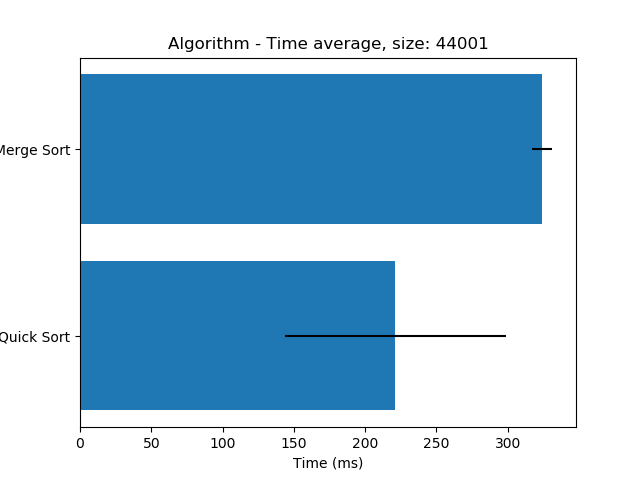 Algorithm - Time average, size: 44001
Merge Sort
Quick Sort
0 50 100 150 200 250 300
Time (ms)